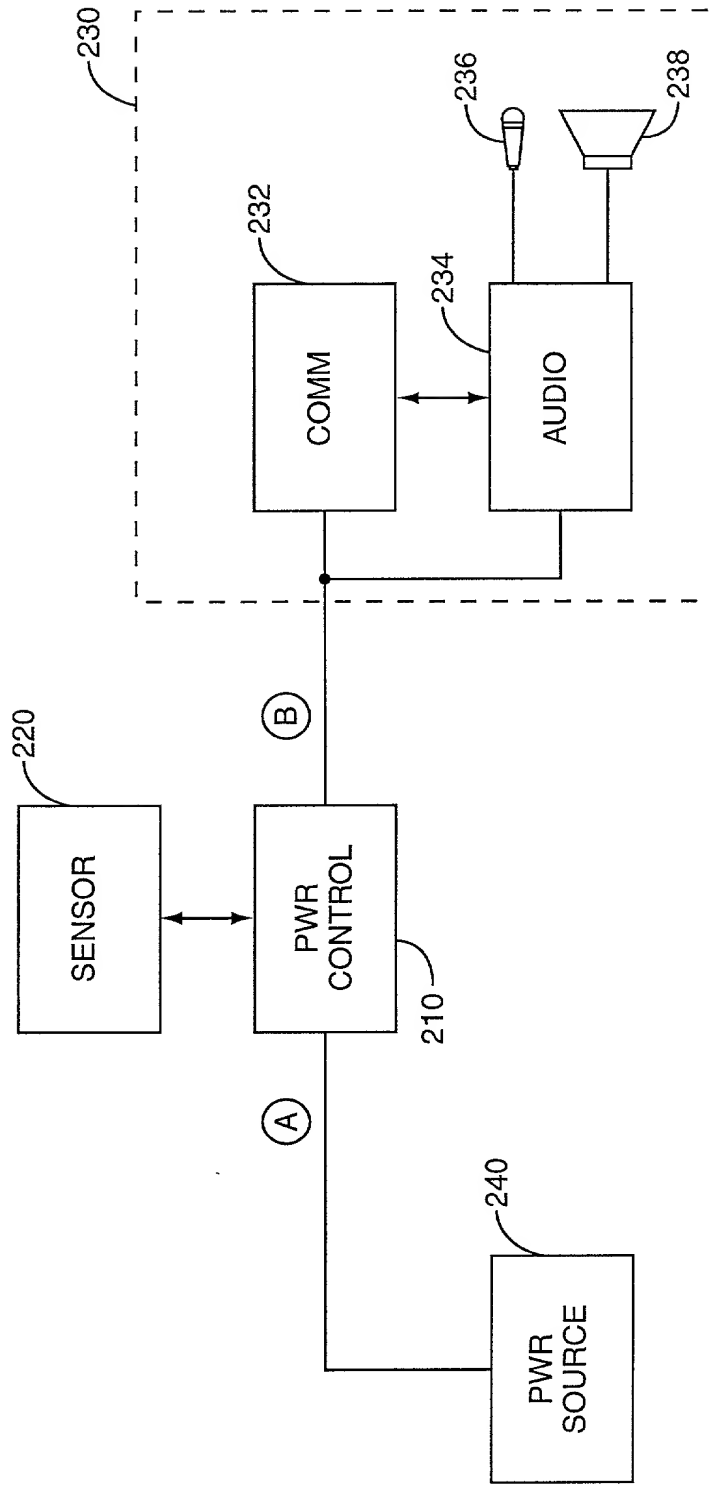 230
232
COMM
234
AUDIO
236
238
220
SENSOR
B
PWR
CONTROL
210
A
240
PWR
SOURCE